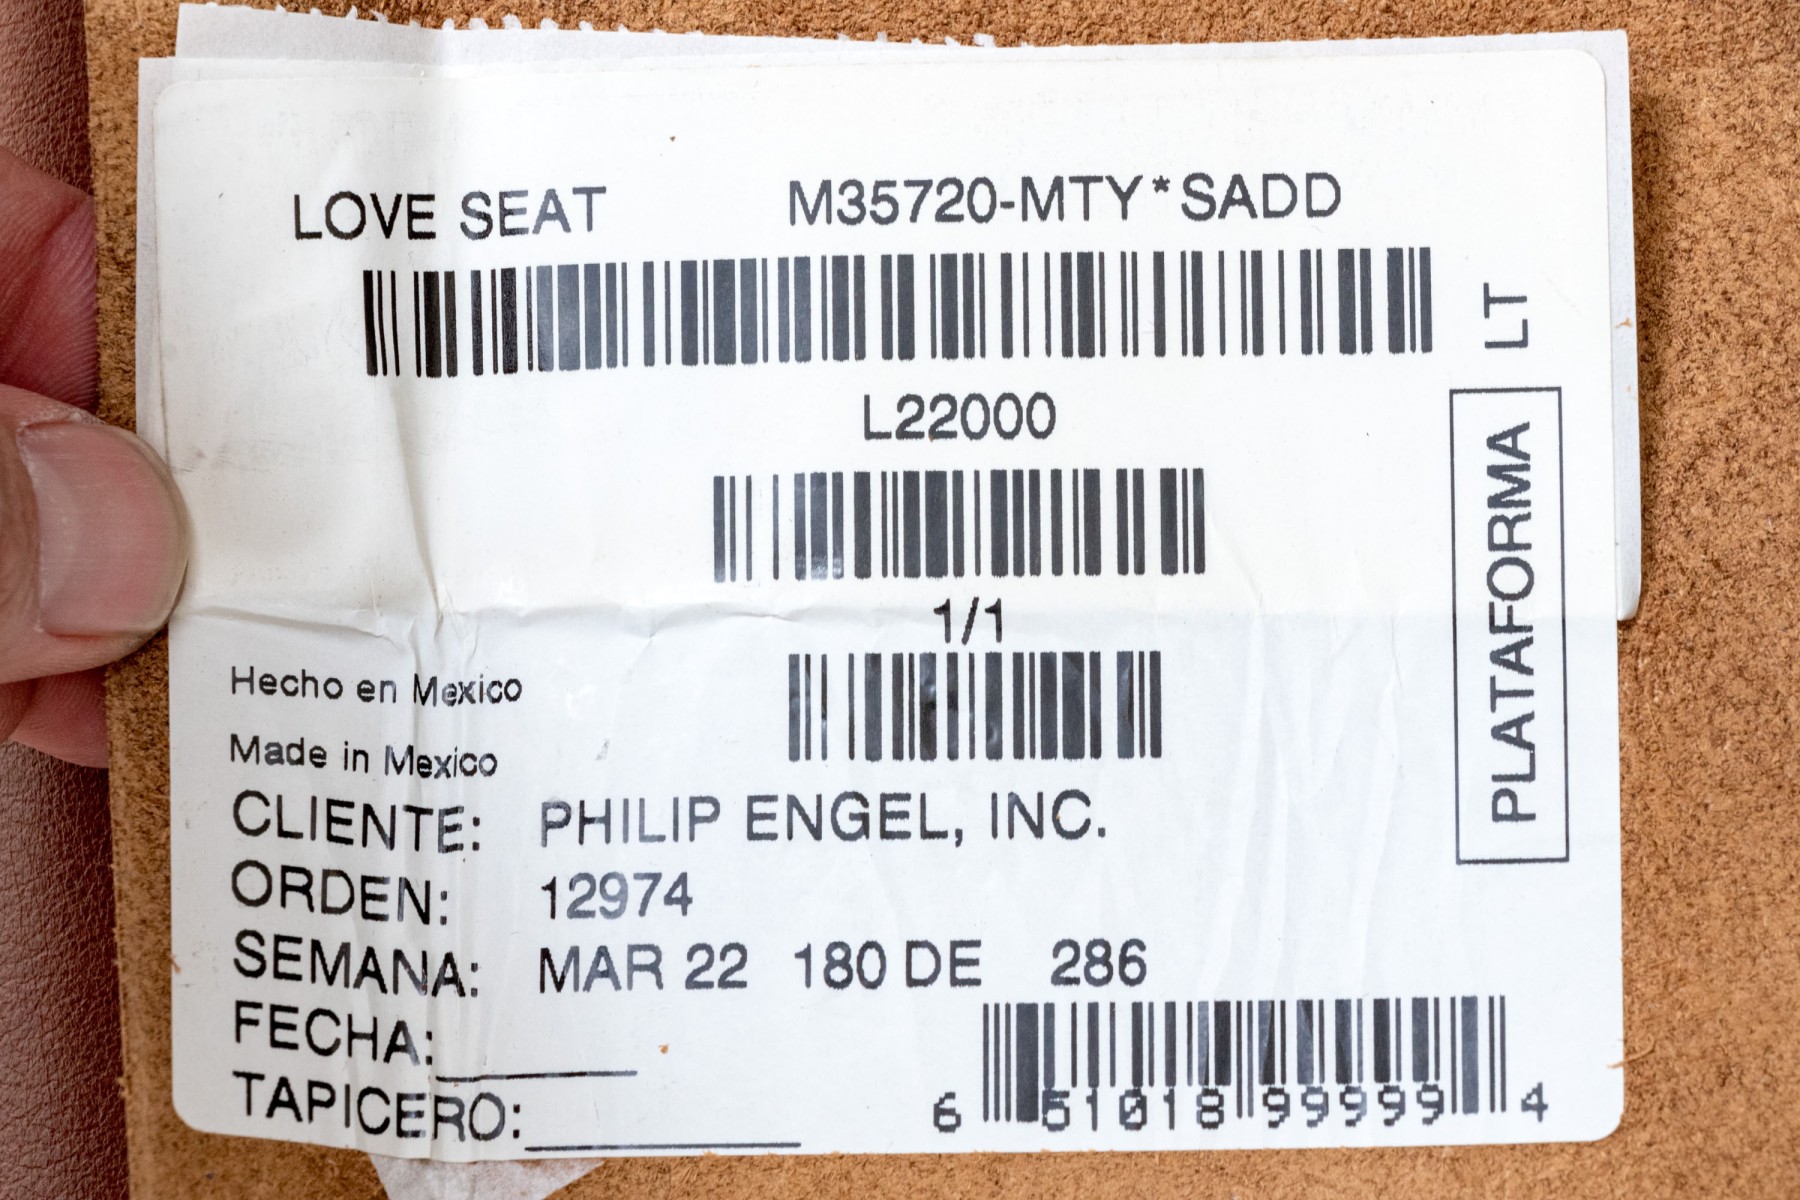 LOVE SEAT M35720-MTY*SADD
LT
L22000
PLATAFORMA
1/1
Hecho en Mexico
Made in Mexico
CLIENTE: PHILIP ENGEL, INC.
ORDEN: 12974
SEMANA: MAR 22 180 DE 286
FECHA:
TAPICERO:
6 51018 99999 4